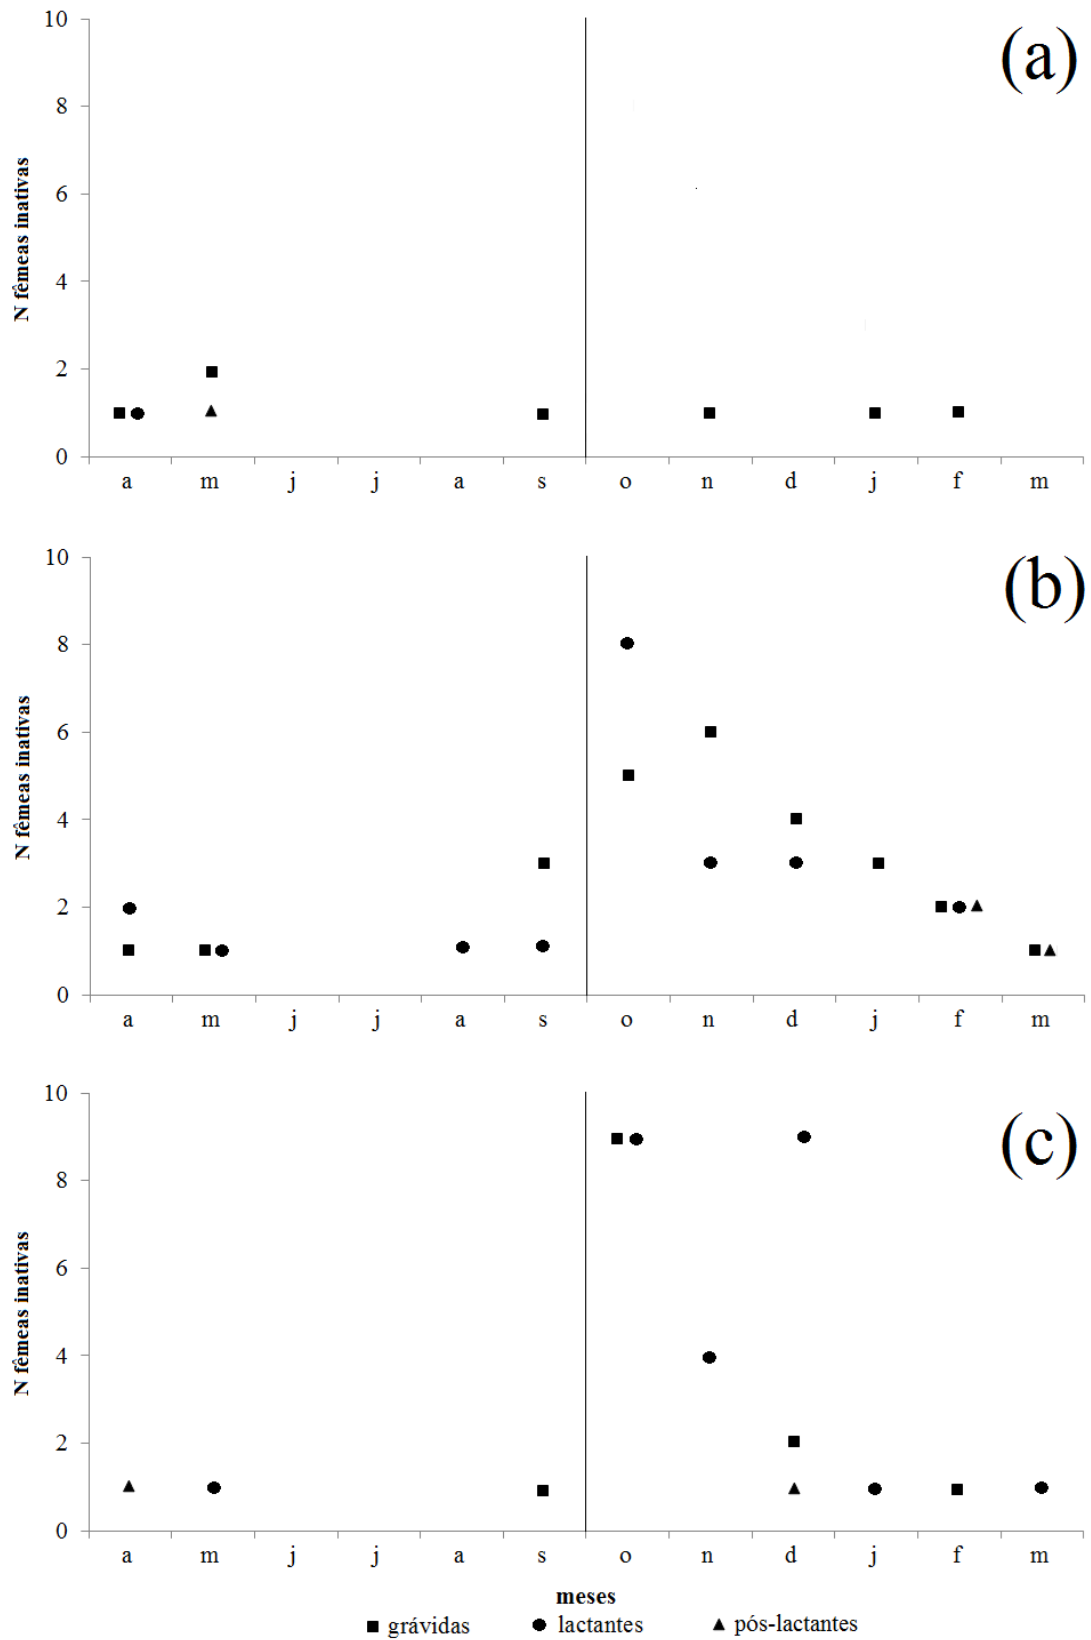 (a)
N fêmeas inativas
10
8
6
4
2
0
a m j j a s o n d j f m
(b)
N fêmeas inativas
10
8
6
4
2
0
a m j j a s o n d j f m
(c)
N fêmeas inativas
10
8
6
4
2
0
a m j j a s o n d j f m
meses
grávidas lactantes pós-lactantes